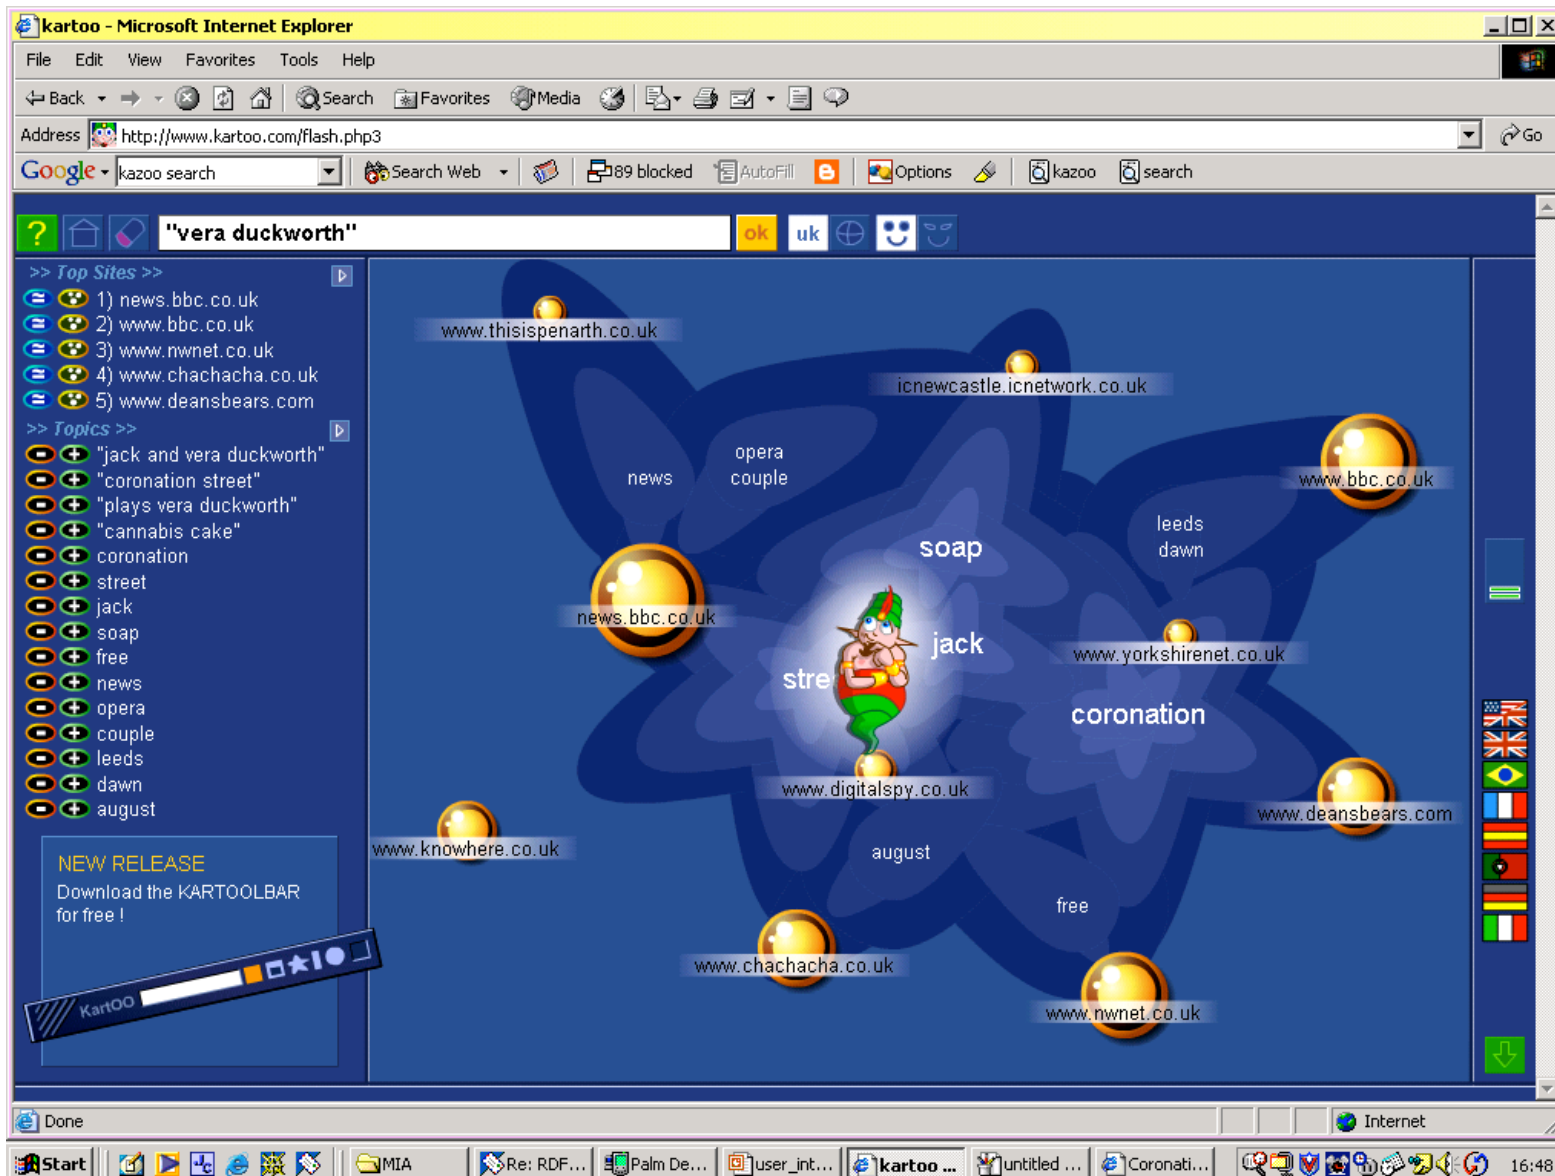 kartoo - Microsoft Internet Explorer
File Edit View Favorites Tools Help
Back Search Favorites Media
Address http://www.kartoo.com/flash.php3 Go
Google kazoo search Search Web 89 blocked AutoFill Options kazoo search
? "vera duckworth" ok uk
>> Top Sites >>
1) news.bbc.co.uk
2) www.bbc.co.uk
3) www.nwnet.co.uk
4) www.chachacha.co.uk
5) www.deansbears.com
>> Topics >>
"jack and vera duckworth"
"coronation street"
"plays vera duckworth"
"cannabis cake"
coronation
street
jack
soap
free
news
opera
couple
leeds
dawn
august
NEW RELEASE
Download the KARTOOLBAR
for free !
KartOO
www.thisispenarth.co.uk
icnewcastle.icnetwork.co.uk
opera
couple
news
www.bbc.co.uk
leeds
dawn
soap
news.bbc.co.uk
jack
www.yorkshirenet.co.uk
stre
coronation
www.digitalspy.co.uk
www.deansbears.com
www.knowhere.co.uk
august
free
www.chachacha.co.uk
www.nwnet.co.uk
Done Internet
Start MIA Re: RDF... Palm De... user_int... kartoo ... untitled ... Coronati... 16:48